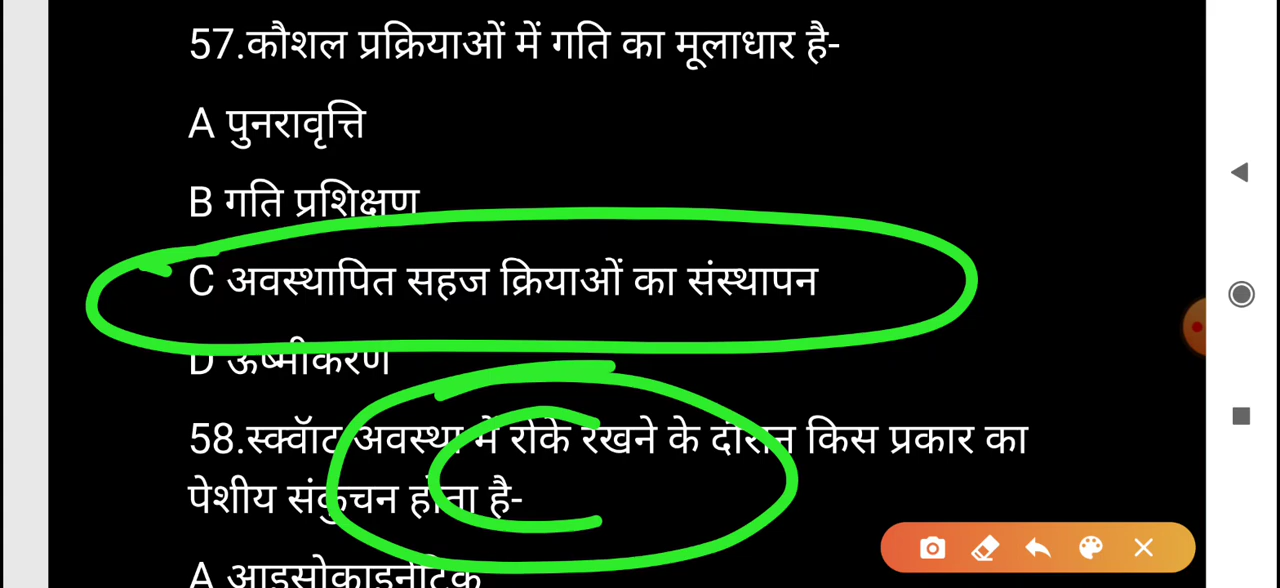 57.कौशल प्रक्रियाओं में गति का मूलाधार है-
A पुनरावृत्ति
B गति प्रशिक्षण
C अवस्थापित सहज क्रियाओं का संस्थापन
D ऊष्मीकरण
58.स्क्वॉट अवस्था में रोके रखने के दौरान किस प्रकार का
पेशीय संकुचन होता है-
A आइसोकाइनेटिक